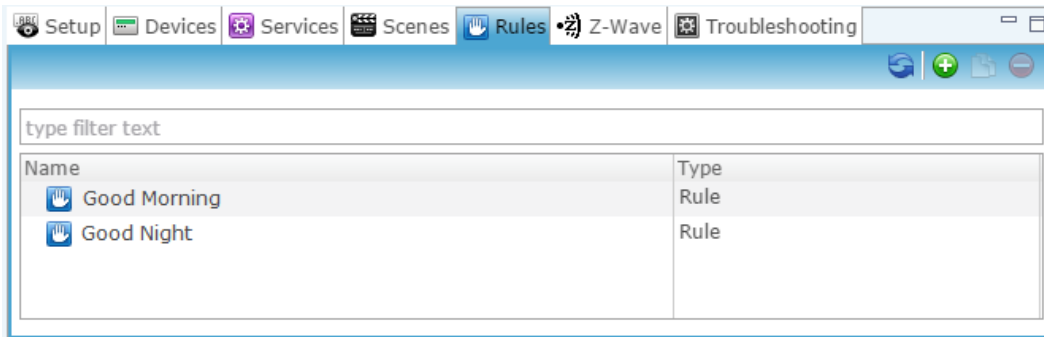 Setup Devices Services Scenes Rules Z-Wave Troubleshooting
type filter text
Name Type
Good Morning Rule
Good Night Rule